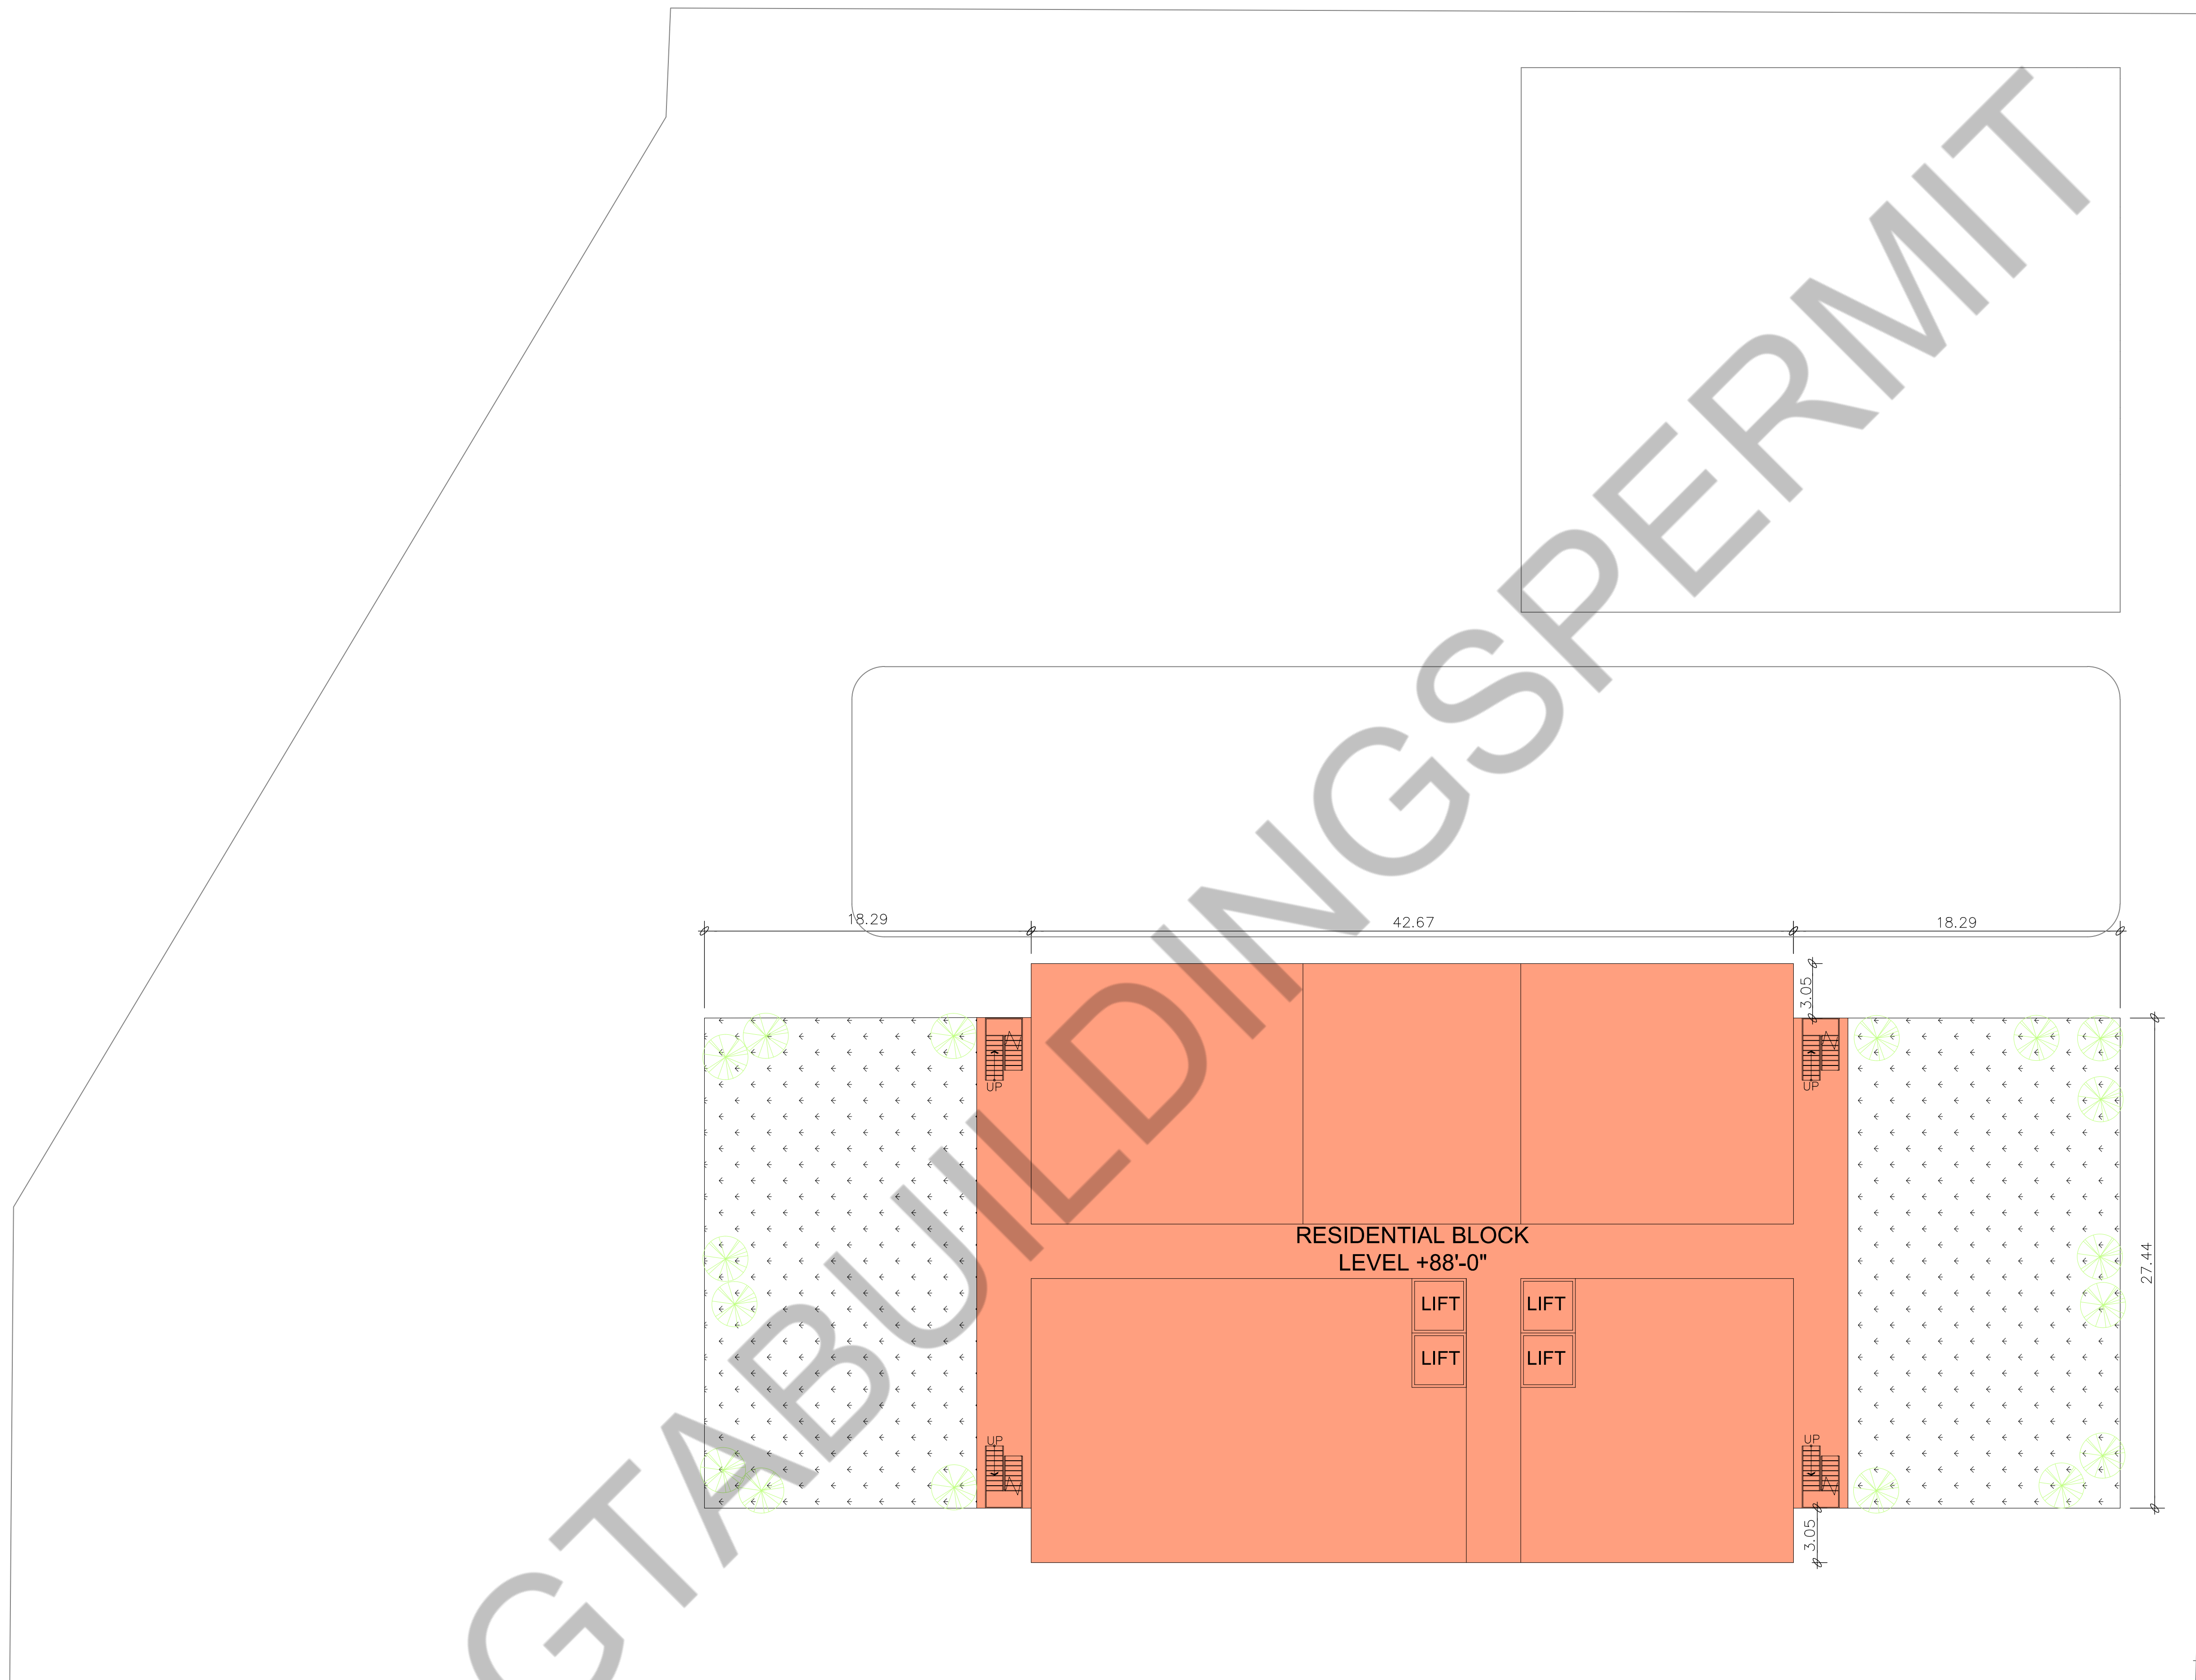 18.29
42.67
18.29
3.05
UP
UP
RESIDENTIAL BLOCK
LEVEL +88'-0"
27.44
LIFT
LIFT
LIFT
LIFT
UP
UP
3.05
GTABUILDINGSPERMIT